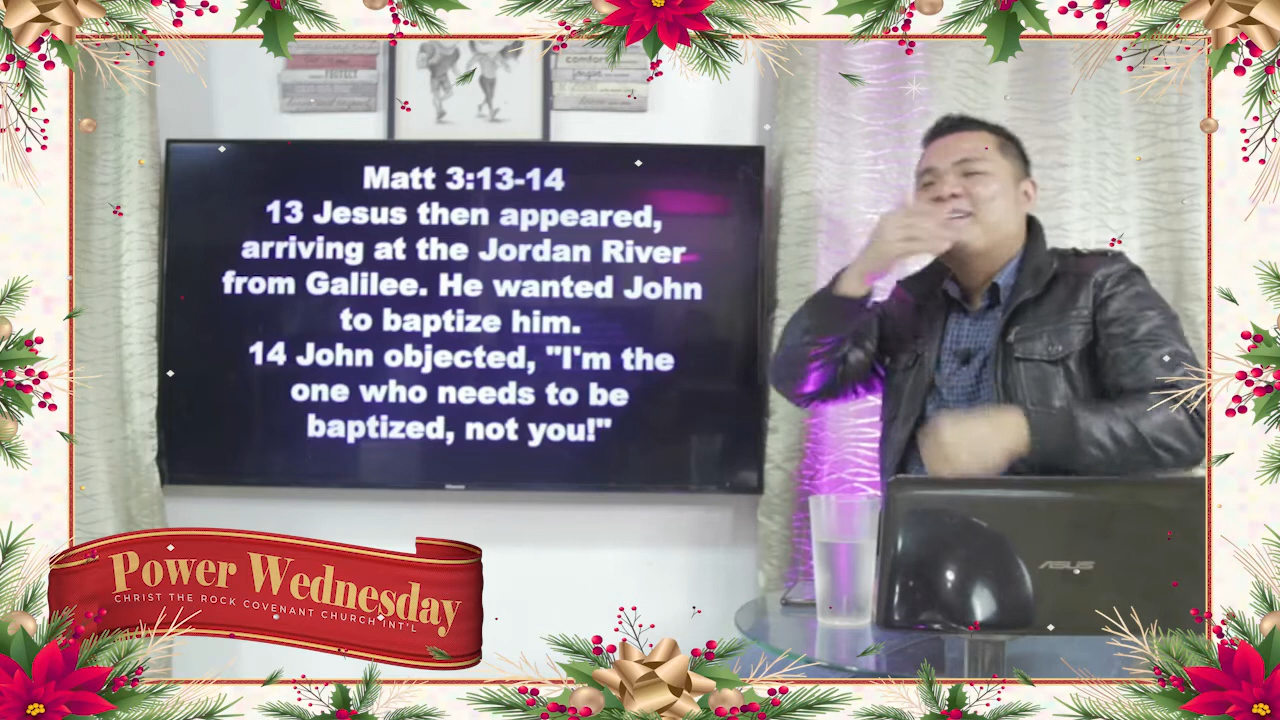 PROTECT
comfort
Matt 3:13-14
13 Jesus then appeared,
arriving at the Jordan River
from Galilee. He wanted John
to baptize him.
14 John objected, "I'm the
one who needs to be
baptized, not you!"
Power Wednesday
CHRIST THE ROCK COVENANT CHURCH INT'L
ASUS